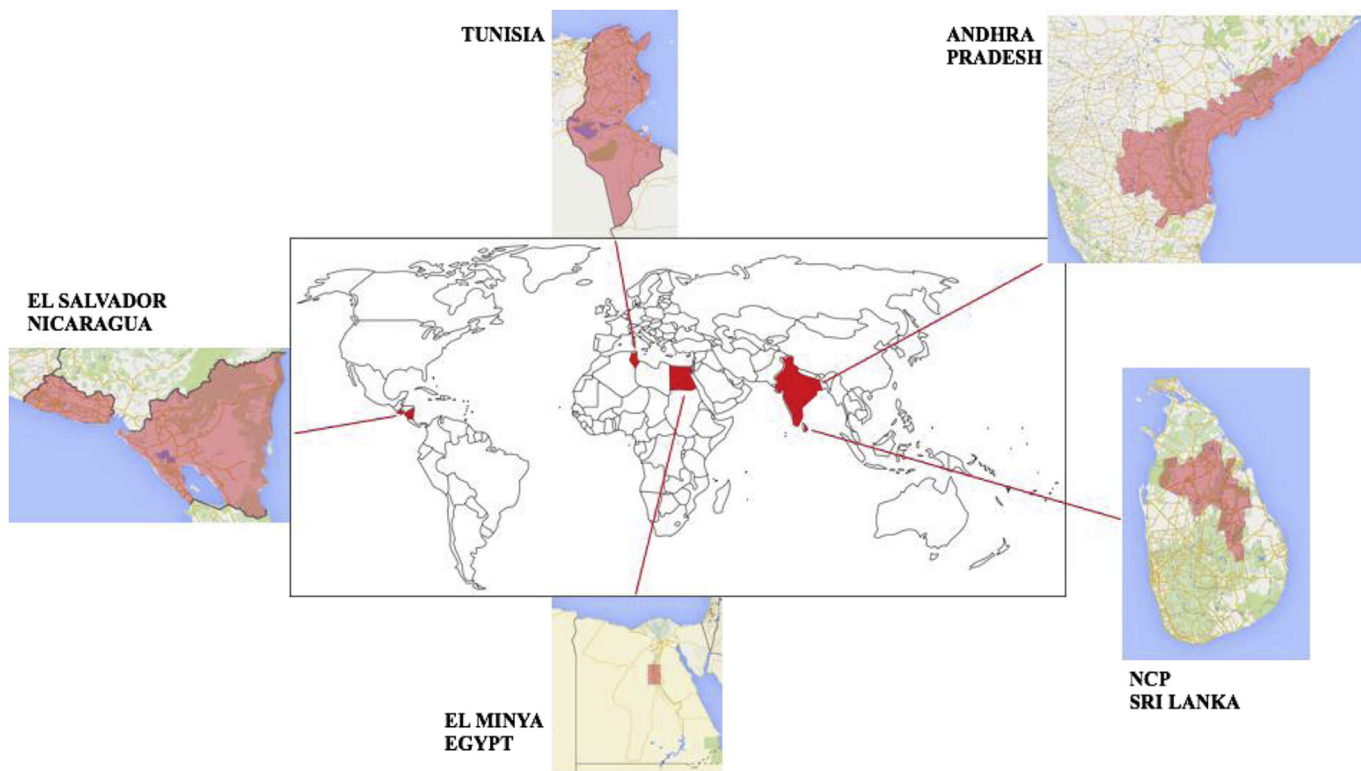 TUNISIA
ANDHRA
PRADESH
EL SALVADOR
NICARAGUA
NCP
SRI LANKA
EL MINYA
EGYPT